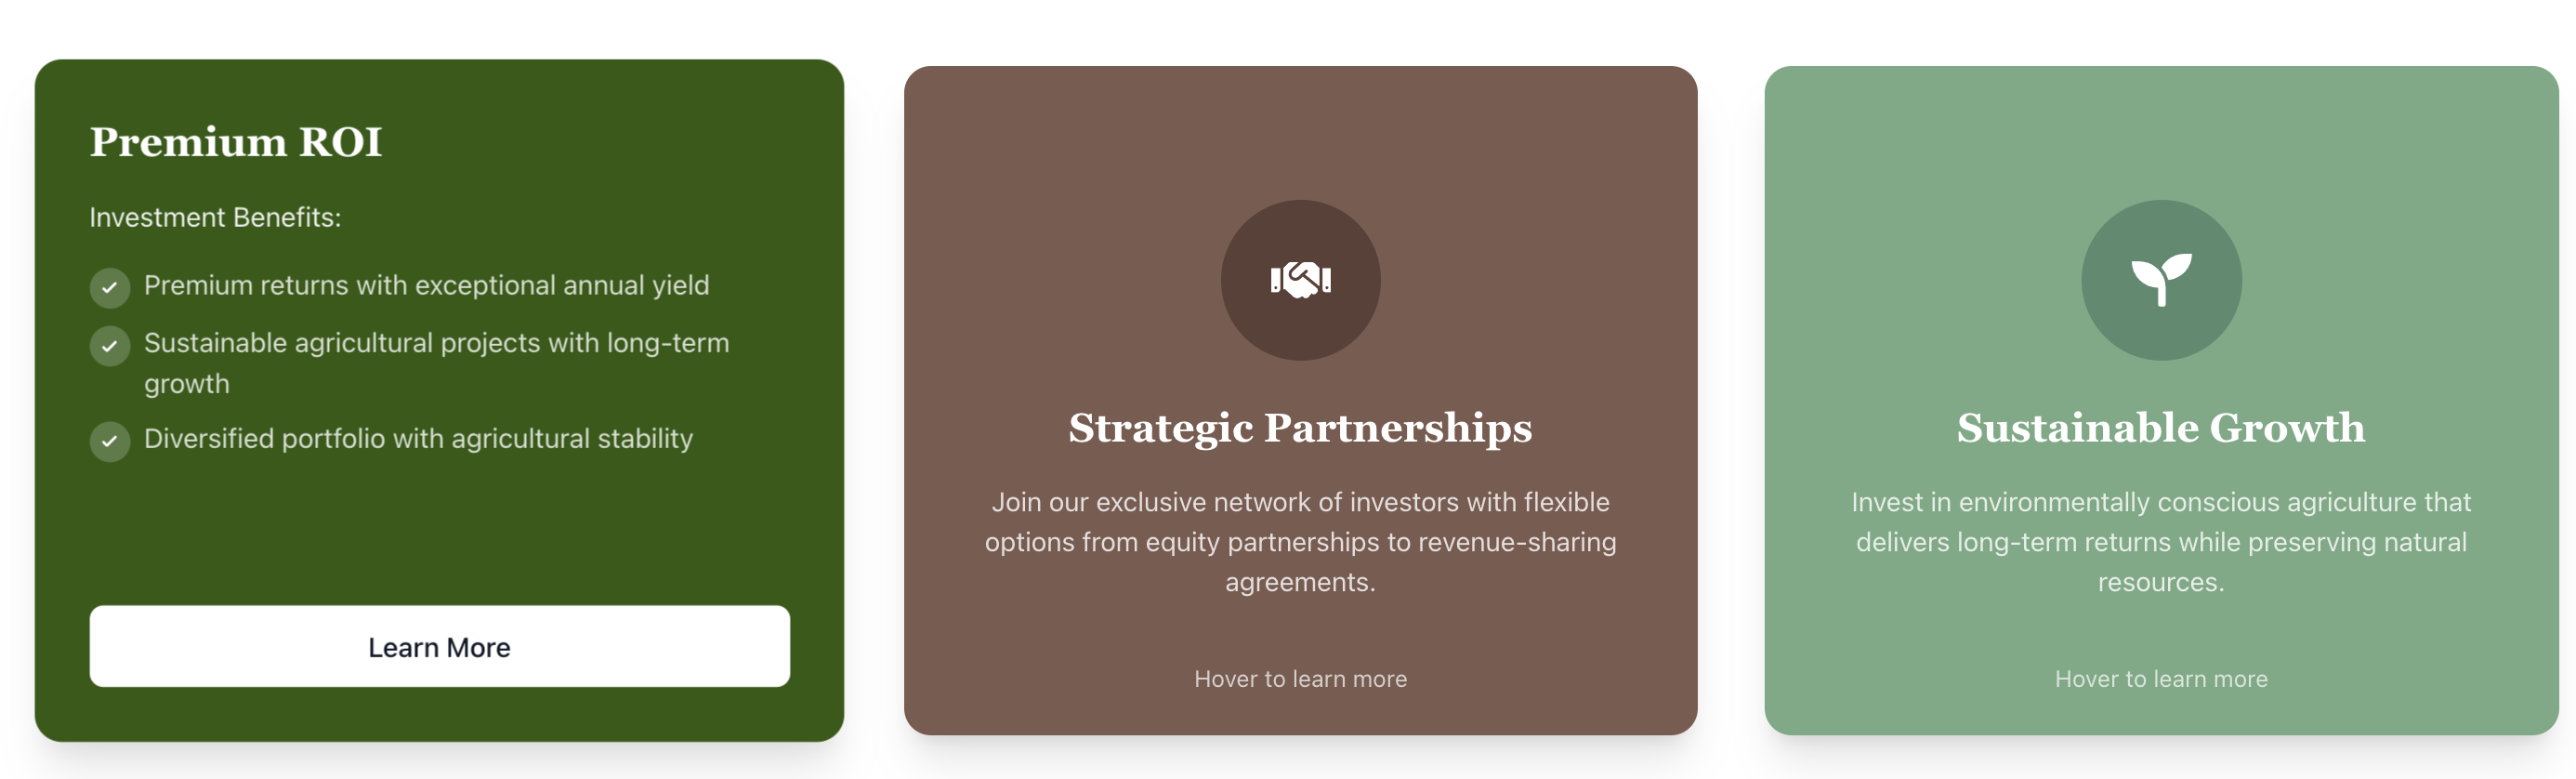 Premium ROI
Investment Benefits:
Premium returns with exceptional annual yield
Sustainable agricultural projects with long-term
growth
Diversified portfolio with agricultural stability
Learn More
Strategic Partnerships
Join our exclusive network of investors with flexible
options from equity partnerships to revenue-sharing
agreements.
Hover to learn more
Sustainable Growth
Invest in environmentally conscious agriculture that
delivers long-term returns while preserving natural
resources.
Hover to learn more